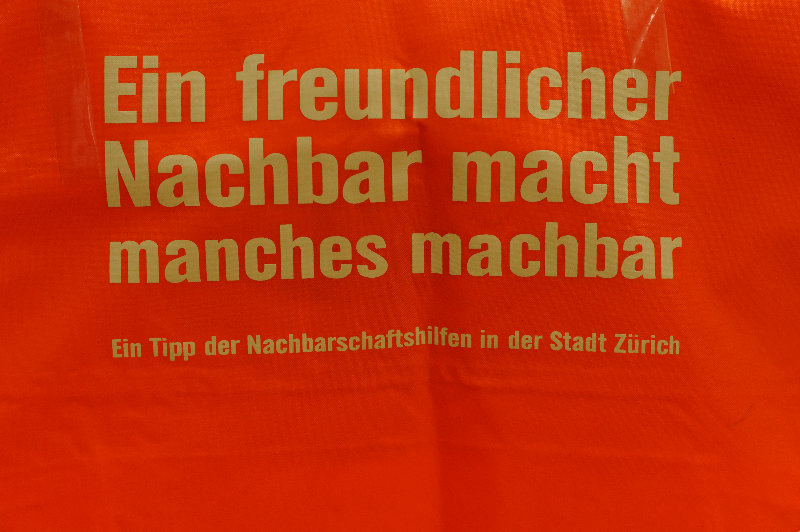 Ein freundlicher
Nachbar macht
manches machbar
Ein Tipp der Nachbarschaftshilfen in der Stadt Zürich